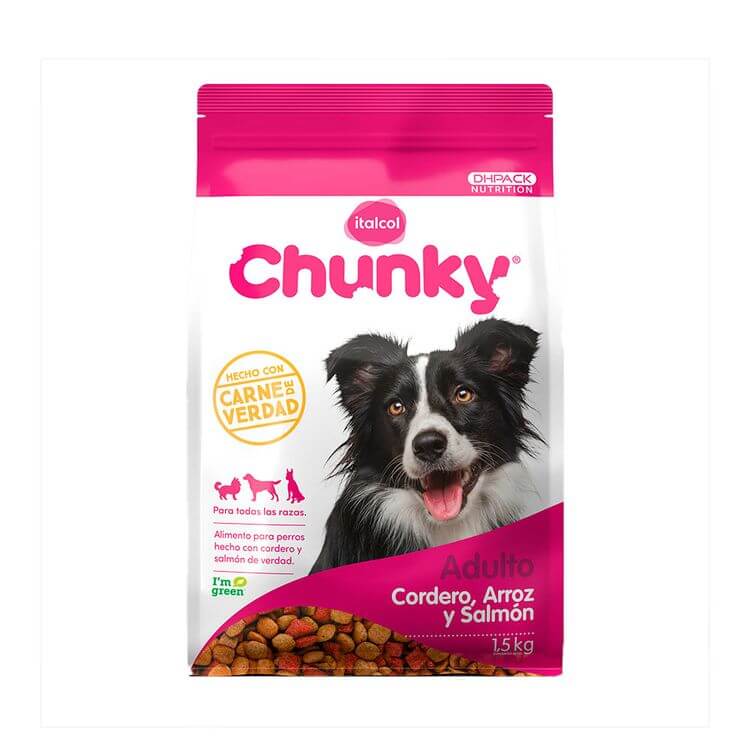 DHPACK
NUTRITION
italcol
Chunky®
HECHO CON
CARNE DE
VERDAD
Para todas las razas.
Alimento para perros
hecho con cordero y
salmón de verdad.
I'm
green
Adulto
Cordero, Arroz
y Salmón
1,5 kg